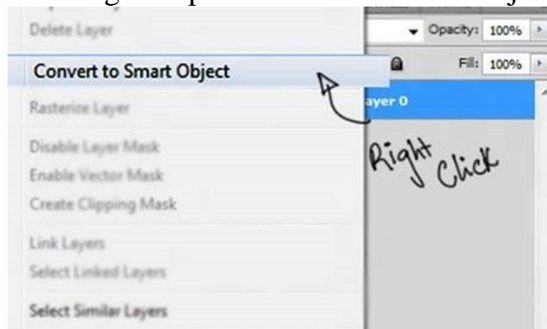 Delete Layer
Opacity: 100%
Convert to Smart Object
Fill: 100%
ayer 0
Rasterize Layer
Right Click
Disable Layer Mask
Enable Vector Mask
Create Clipping Mask
Link Layers
Select Linked Layers
Select Similar Layers